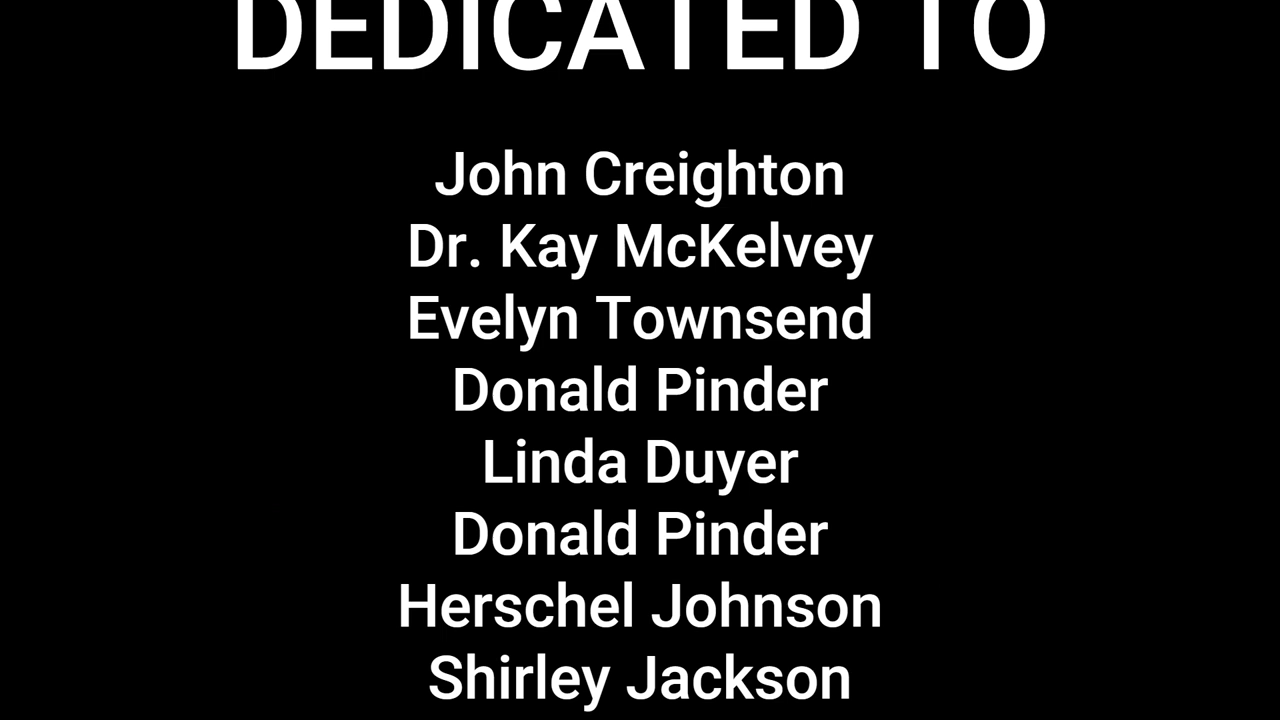 DEDICATED TO
John Creighton
Dr. Kay McKelvey
Evelyn Townsend
Donald Pinder
Linda Duyer
Donald Pinder
Herschel Johnson
Shirley Jackson